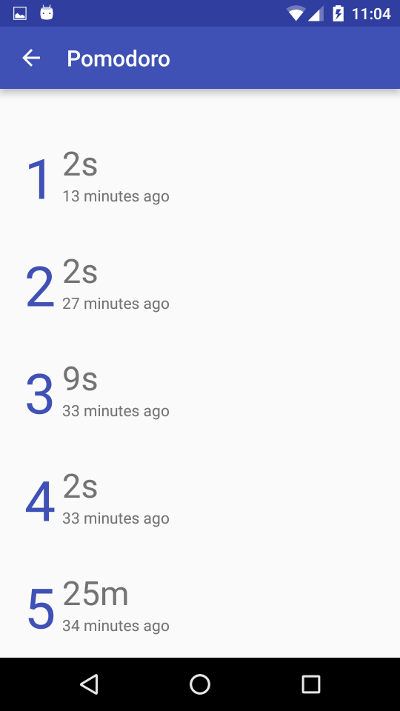 11:04
Pomodoro
1 2s
13 minutes ago
2 2s
27 minutes ago
3 9s
33 minutes ago
4 2s
33 minutes ago
5 25m
34 minutes ago